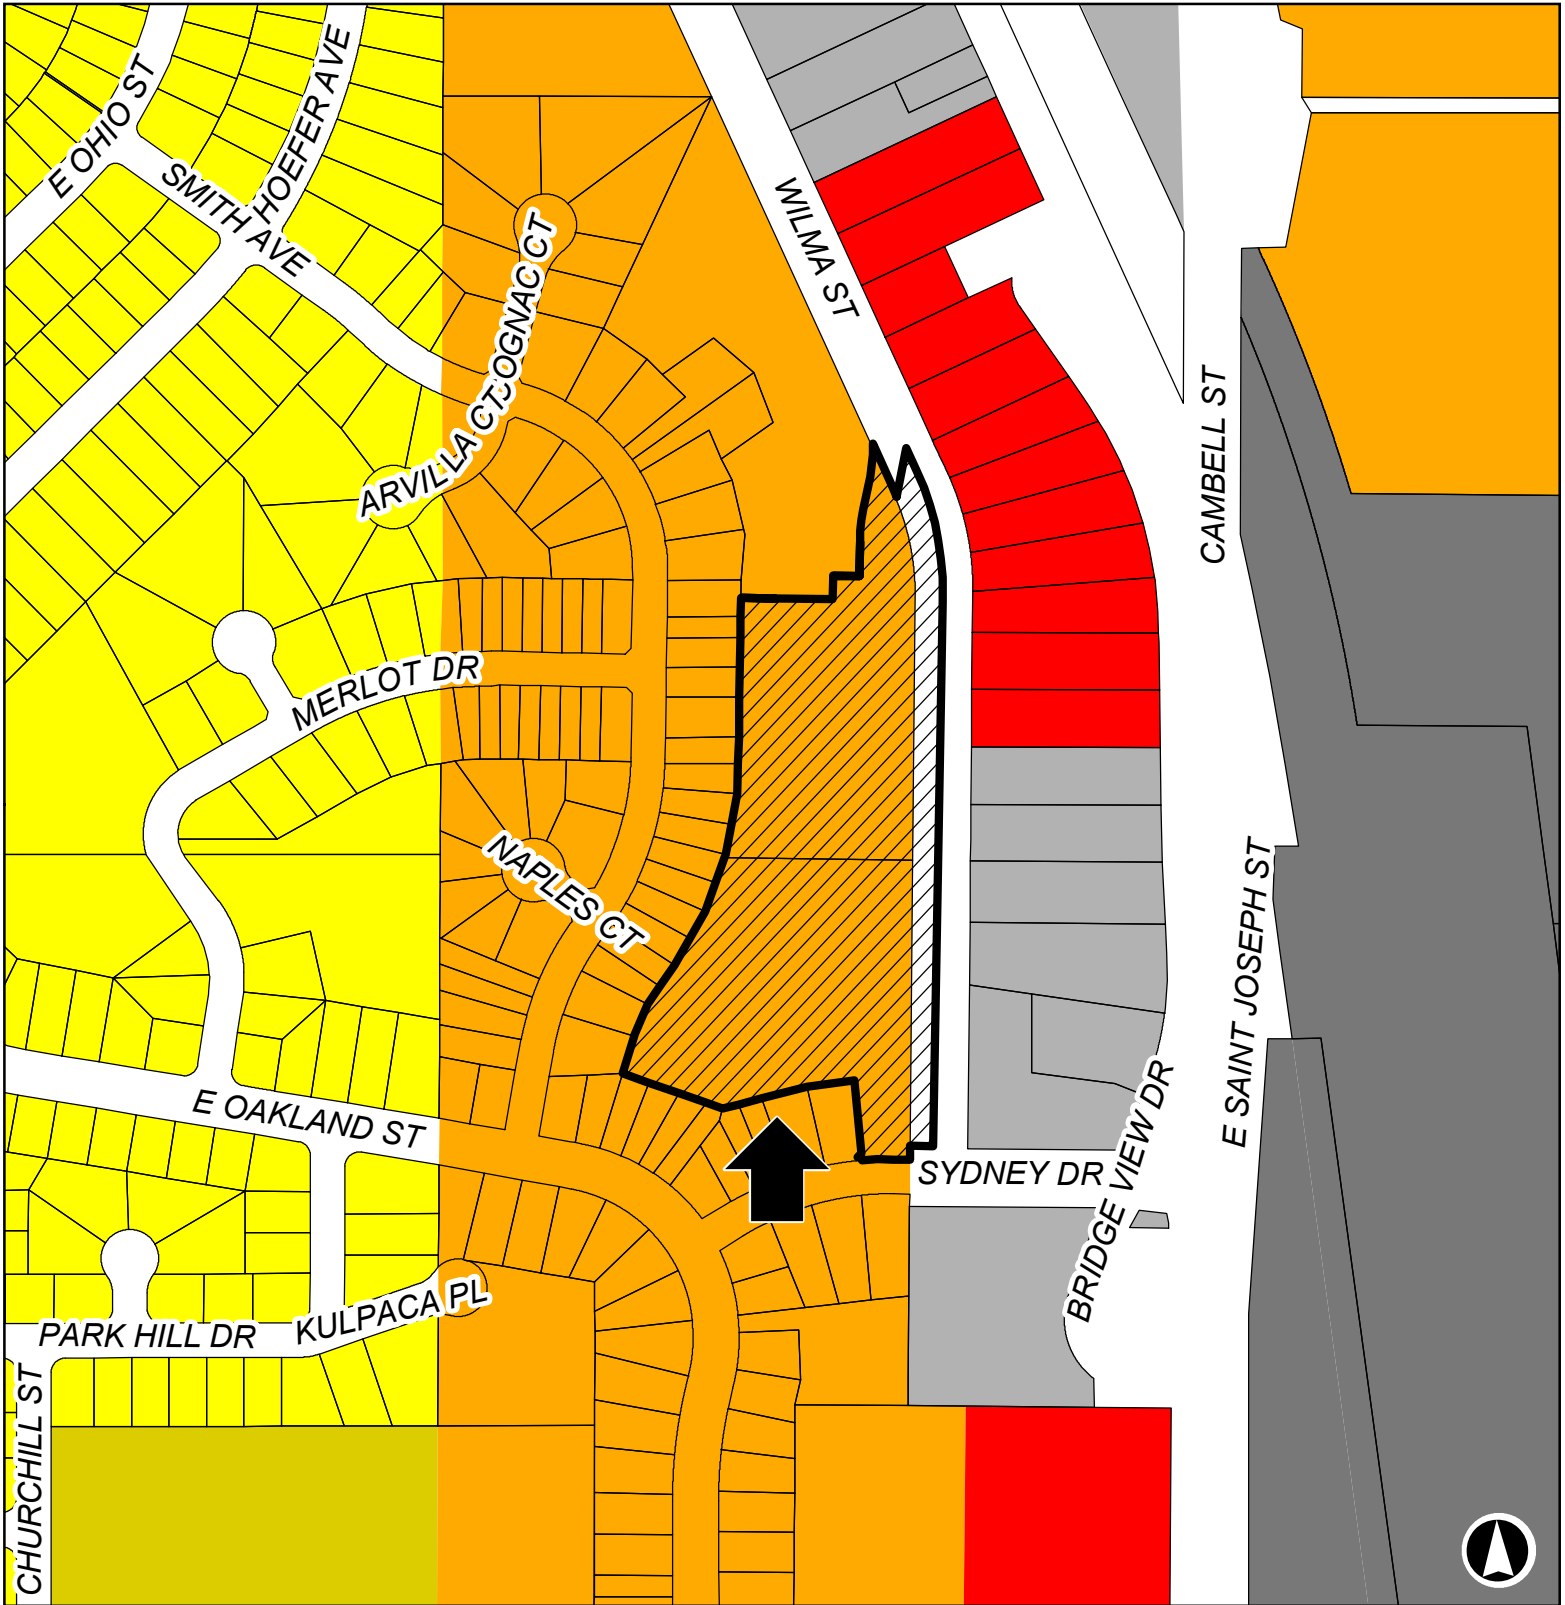 E OHIO ST
HOEFER AVE
SMITH AVE
WILMA ST
COGNAC CT
ARVILLA CT
CAMBELL ST
MERLOT DR
NAPLES CT
E SAINT JOSEPH ST
E OAKLAND ST
SYDNEY DR
BRIDGE VIEW DR
KULPACA PL
PARK HILL DR
CHURCHILL ST